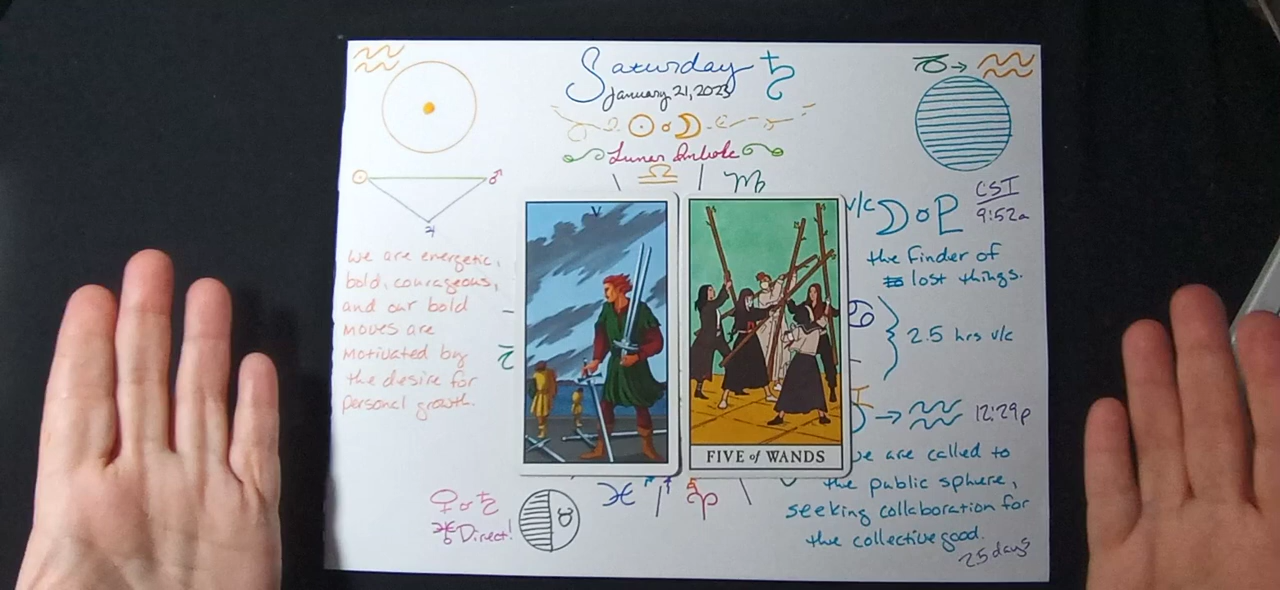 Saturday
January 21, 2023
Lunar Imbolc
v/c
CST
9:52a
the finder of
lost things.
2.5 hrs v/c
12:29p
we are called to
the public sphere,
seeking collaboration for
the collective good.
2.5 days
we are energetic,
bold, courageous,
and our bold
moves are
motivated by
the desire for
personal growth.
Direct!
V
FIVE of WANDS